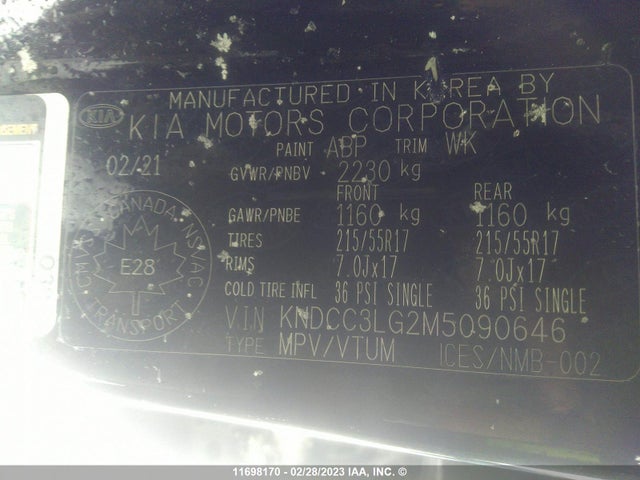 MANUFACTURED IN KOREA BY
KIA
KIA MOTORS CORPORATION
PAINT ABP TRIM WK
02/21
GVWR/PNBV 2230 kg
FRONT REAR
GAWR/PNBE 1160 kg 1160 kg
TIRES 215/55R17 215/55R17
RIMS 7.0Jx17 7.0Jx17
COLD TIRE INFL 36 PSI SINGLE 36 PSI SINGLE
CANADA NSVAC
E28
TRANSPORT
VIN KNDCC3LG2M5090646
TYPE MPV/VTUM ICES/NMB-002
11698170 - 02/28/2023 IAA, INC. ©